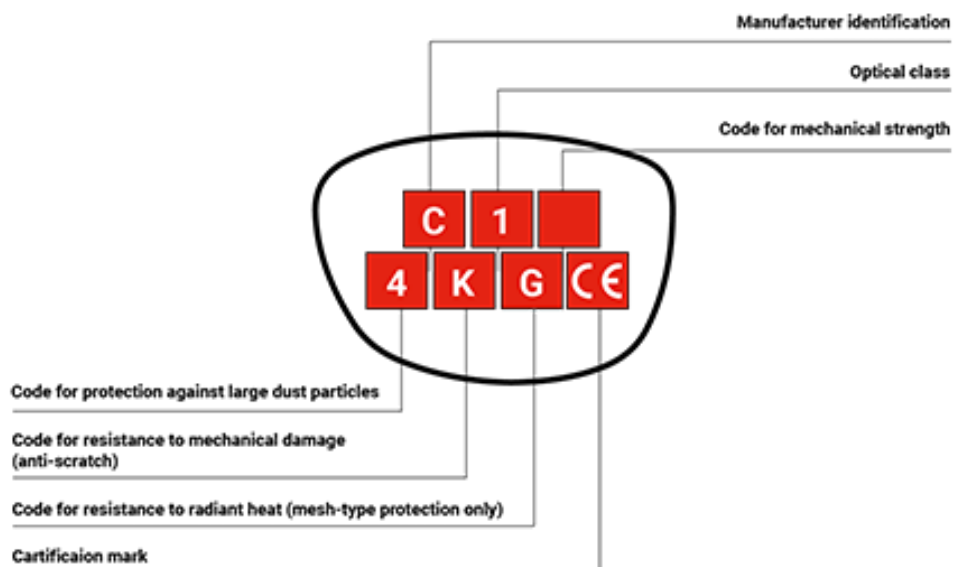 Manufacturer identification
Optical class
Code for mechanical strength
C 1
4 K G CE
Code for protection against large dust particles
Code for resistance to mechanical damage
(anti-scratch)
Code for resistance to radiant heat (mesh-type protection only)
Cartificaion mark